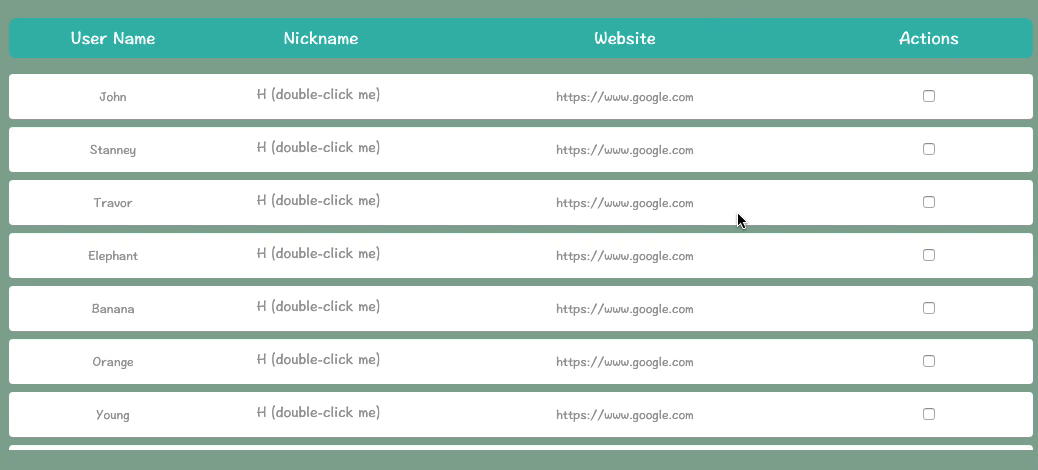 User Name Nickname Website Actions
John H (double-click me) https://www.google.com
Stanney H (double-click me) https://www.google.com
Travor H (double-click me) https://www.google.com
Elephant H (double-click me) https://www.google.com
Banana H (double-click me) https://www.google.com
Orange H (double-click me) https://www.google.com
Young H (double-click me) https://www.google.com